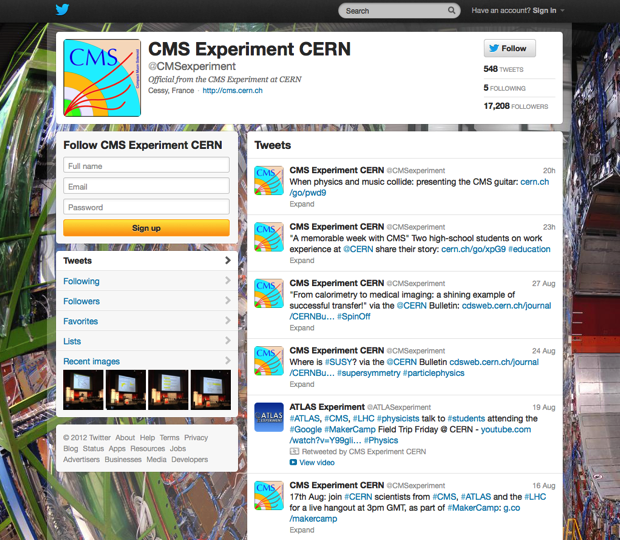 Search
Have an account? Sign in
CMS
CMS Experiment CERN
@CMSexperiment
Official from the CMS Experiment at CERN
Cessy, France · http://cms.cern.ch
Follow
548 TWEETS
5 FOLLOWING
17,208 FOLLOWERS
Follow CMS Experiment CERN
Full name
Email
Password
Sign up
Tweets
Following
Followers
Favorites
Lists
Recent images
© 2012 Twitter About Help Terms Privacy
Blog Status Apps Resources Jobs
Advertisers Businesses Media Developers
Tweets
CMS Experiment CERN @CMSexperiment 20h
When physics and music collide: presenting the CMS guitar: cern.ch
/go/pwd9
Expand
CMS Experiment CERN @CMSexperiment 23h
"A memorable week with CMS" Two high-school students on work
experience at @CERN share their story: cern.ch/go/xpG9 #education
Expand
CMS Experiment CERN @CMSexperiment 27 Aug
"From calorimetry to medical imaging: a shining example of
successful transfer!" via the @CERN Bulletin: cdsweb.cern.ch/journal
/CERNBu… #SpinOff
Expand
CMS Experiment CERN @CMSexperiment 24 Aug
Where is #SUSY? via the @CERN Bulletin cdsweb.cern.ch/journal
/CERNBu… #supersymmetry #particlephysics
Expand
ATLAS Experiment @ATLASexperiment 19 Aug
#ATLAS, #CMS, #LHC #physicists talk to #students attending the
#Google #MakerCamp Field Trip Friday @ CERN - youtube.com
/watch?v=Y99gli… #Physics
Retweeted by CMS Experiment CERN
View video
CMS Experiment CERN @CMSexperiment 16 Aug
17th Aug: join #CERN scientists from #CMS, #ATLAS and the #LHC
for a live hangout at 3pm GMT, as part of #MakerCamp: g.co
/makercamp
Expand